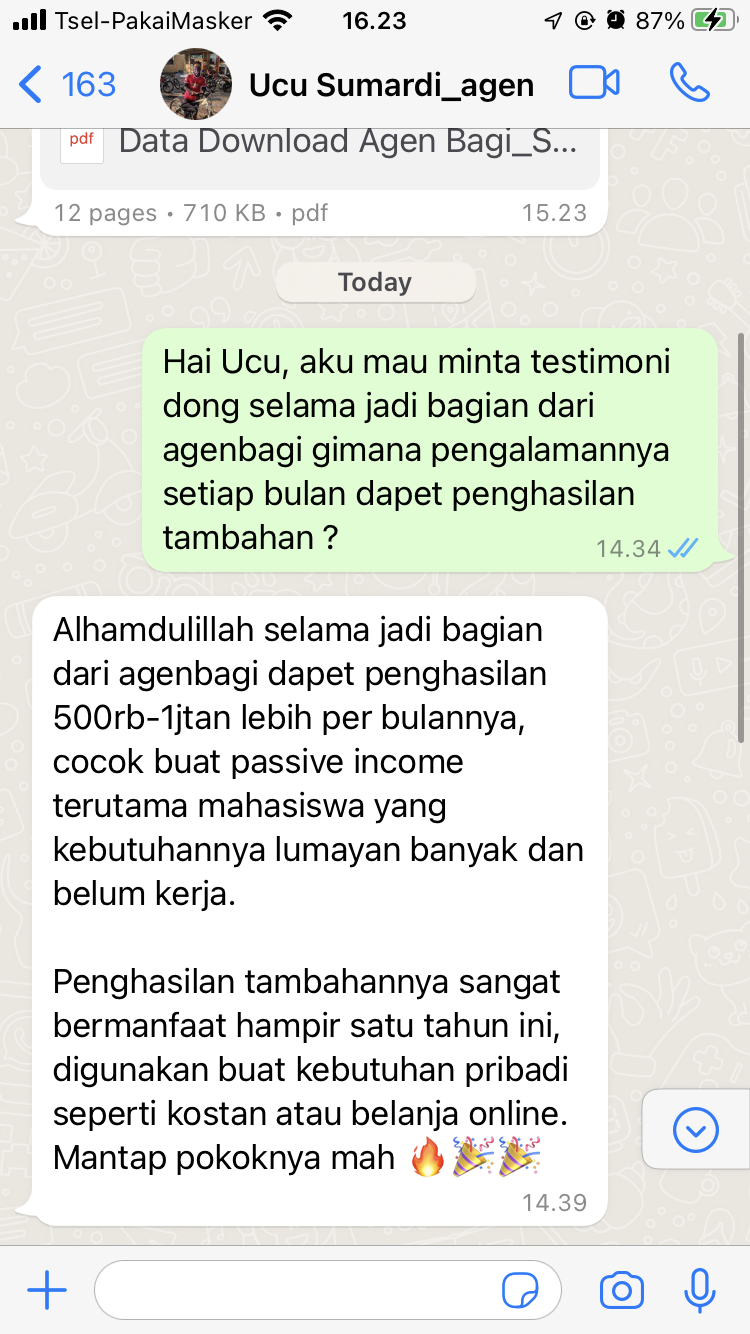 Tsel-PakaiMasker 16.23 87%
163 Ucu Sumardi_agen
pdf Data Download Agen Bagi_S...
12 pages • 710 KB • pdf 15.23
Today
Hai Ucu, aku mau minta testimoni
dong selama jadi bagian dari
agenbagi gimana pengalamannya
setiap bulan dapet penghasilan
tambahan ?
14.34
Alhamdulillah selama jadi bagian
dari agenbagi dapet penghasilan
500rb-1jtan lebih per bulannya,
cocok buat passive income
terutama mahasiswa yang
kebutuhannya lumayan banyak dan
belum kerja.
Penghasilan tambahannya sangat
bermanfaat hampir satu tahun ini,
digunakan buat kebutuhan pribadi
seperti kostan atau belanja online.
Mantap pokoknya mah 🔥🎉🎉
14.39